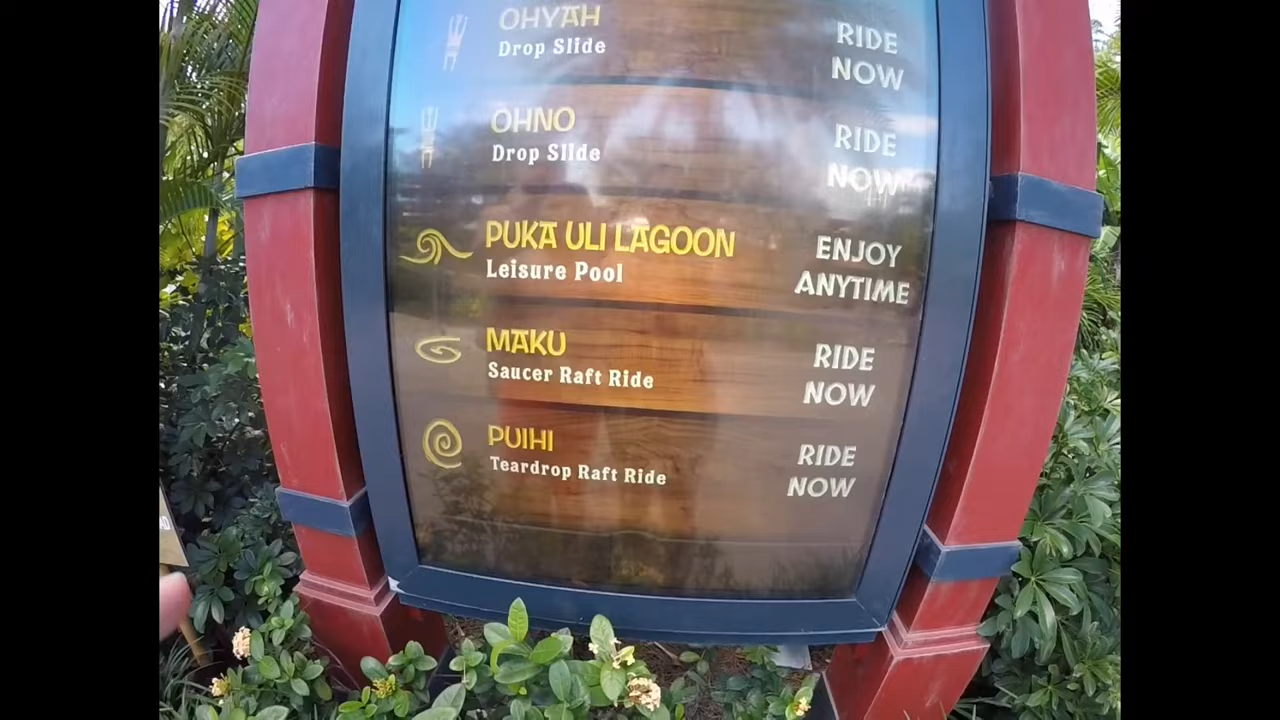 OHYAH
Drop Slide
RIDE
NOW
OHNO
Drop Slide
RIDE
NOW
PUKA ULI LAGOON
Leisure Pool
ENJOY
ANYTIME
MAKU
Saucer Raft Ride
RIDE
NOW
PUIHI
Teardrop Raft Ride
RIDE
NOW